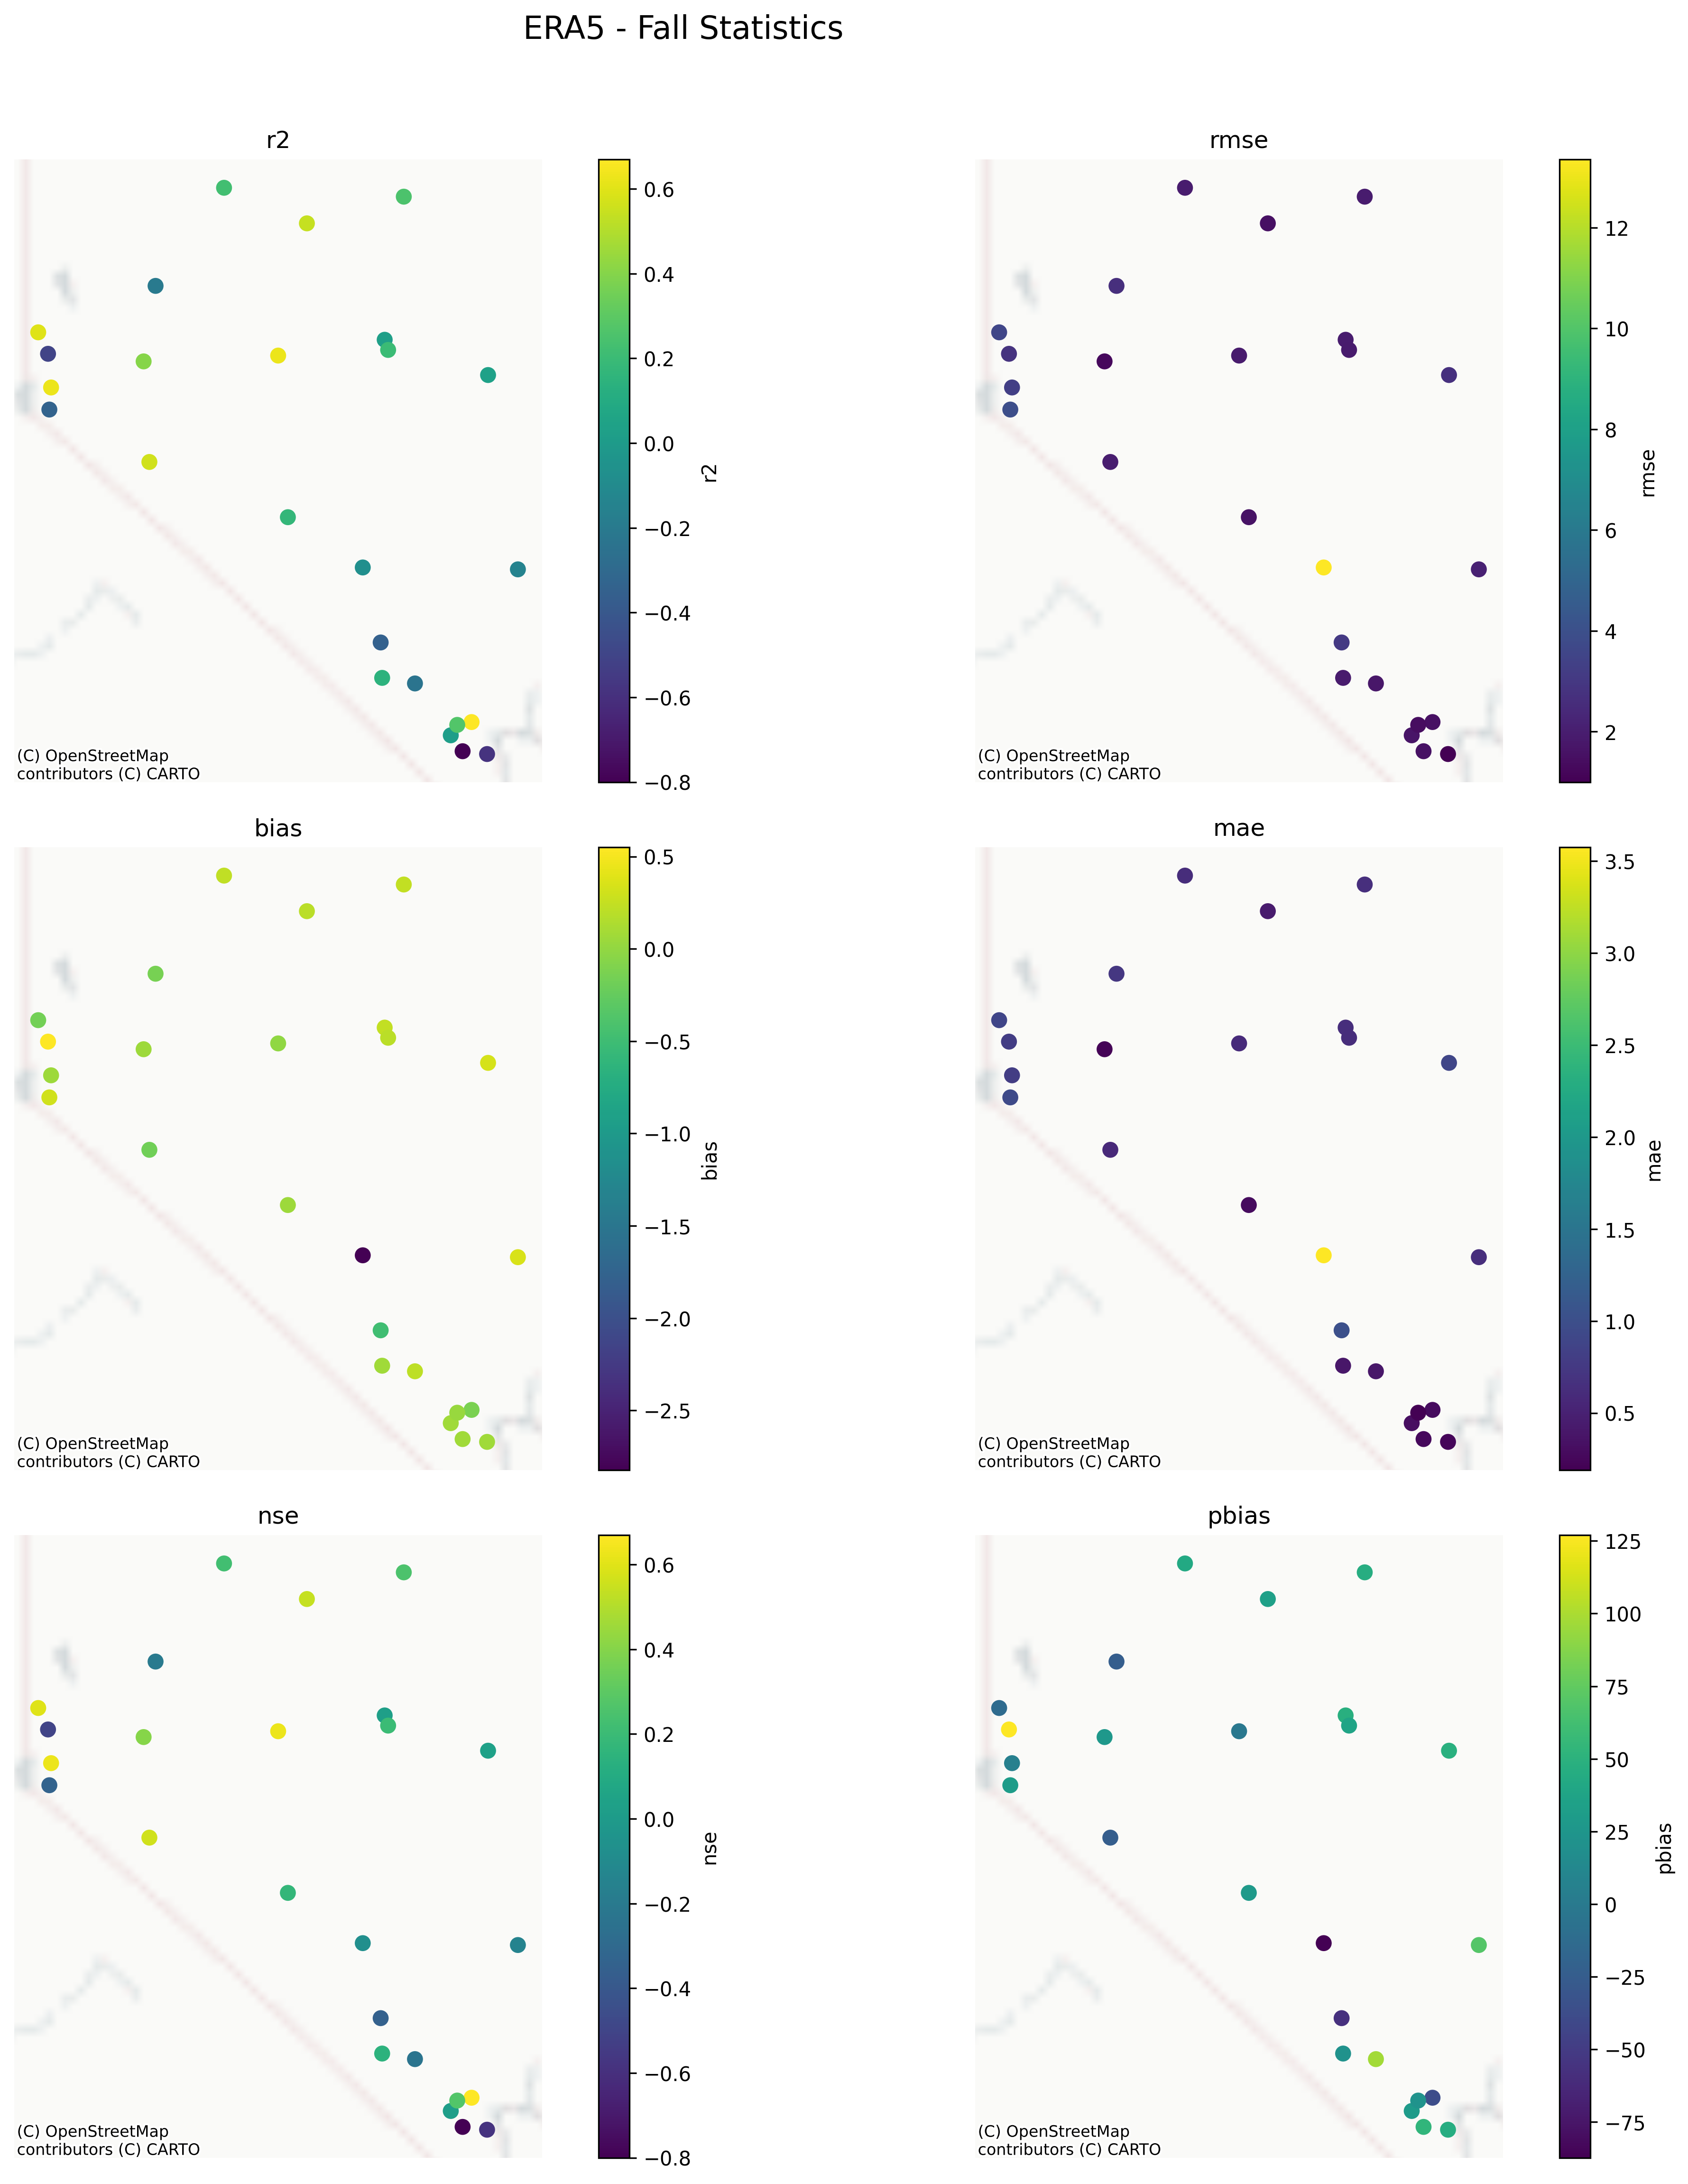 ERA5 - Fall Statistics
r2
0.6
0.4
0.2
0.0
−0.2
−0.4
−0.6
−0.8
r2
(C) OpenStreetMap
contributors (C) CARTO
rmse
12
10
8
6
4
2
rmse
(C) OpenStreetMap
contributors (C) CARTO
bias
0.5
0.0
−0.5
−1.0
−1.5
−2.0
−2.5
bias
(C) OpenStreetMap
contributors (C) CARTO
mae
3.5
3.0
2.5
2.0
1.5
1.0
0.5
mae
(C) OpenStreetMap
contributors (C) CARTO
nse
0.6
0.4
0.2
0.0
−0.2
−0.4
−0.6
−0.8
nse
(C) OpenStreetMap
contributors (C) CARTO
pbias
125
100
75
50
25
0
−25
−50
−75
pbias
(C) OpenStreetMap
contributors (C) CARTO